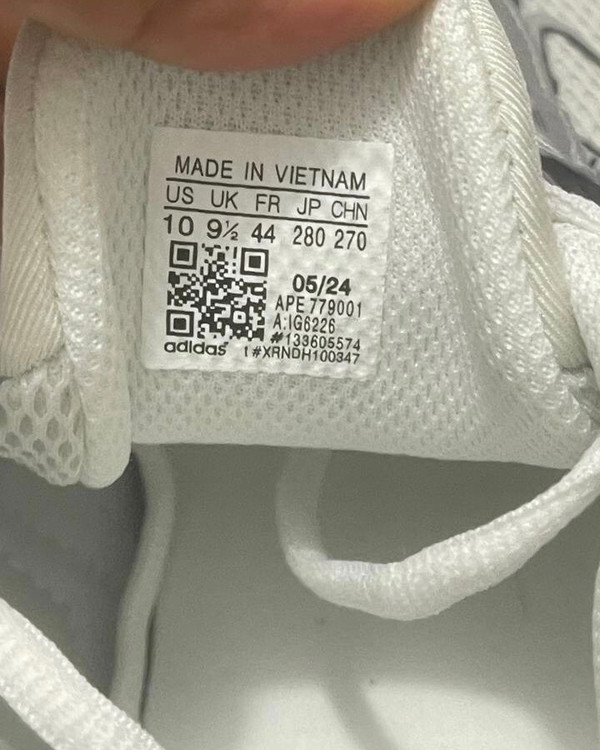 MADE IN VIETNAM
US UK FR JP CHN
10 9½ 44 280 270
05/24
APE 779001
A:IG6226
#133605574
adidas t#XRNDH100347